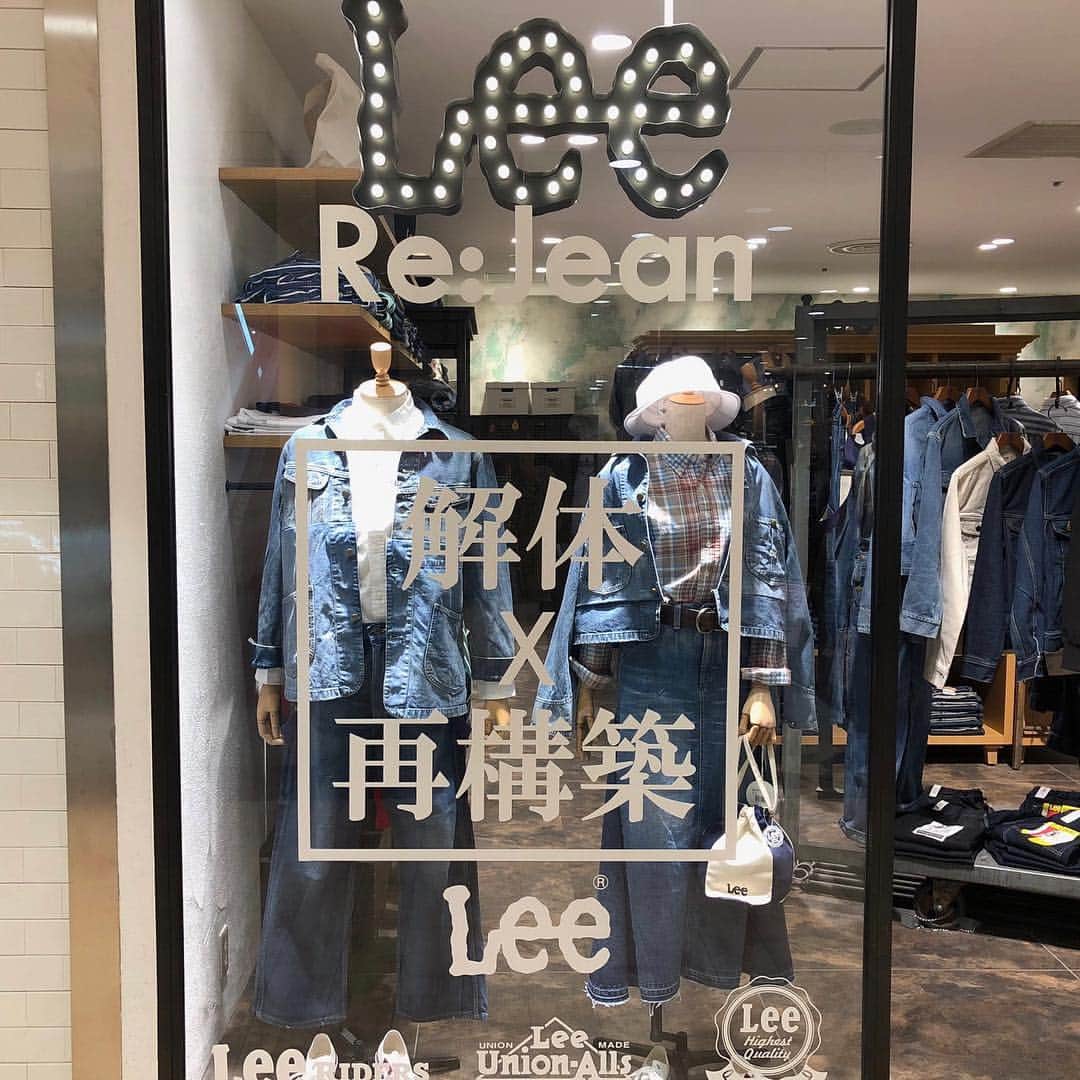 Lee
Re:Jean
解体
X
再構築
Lee®
Lee
Lee RIDERS
UNION Lee MADE
Union-Alls
Lee
Highest
Quality